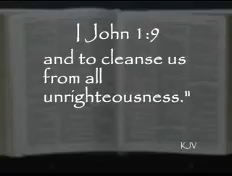 I John 1:9
and to cleanse us
from all
unrighteousness."
KJV